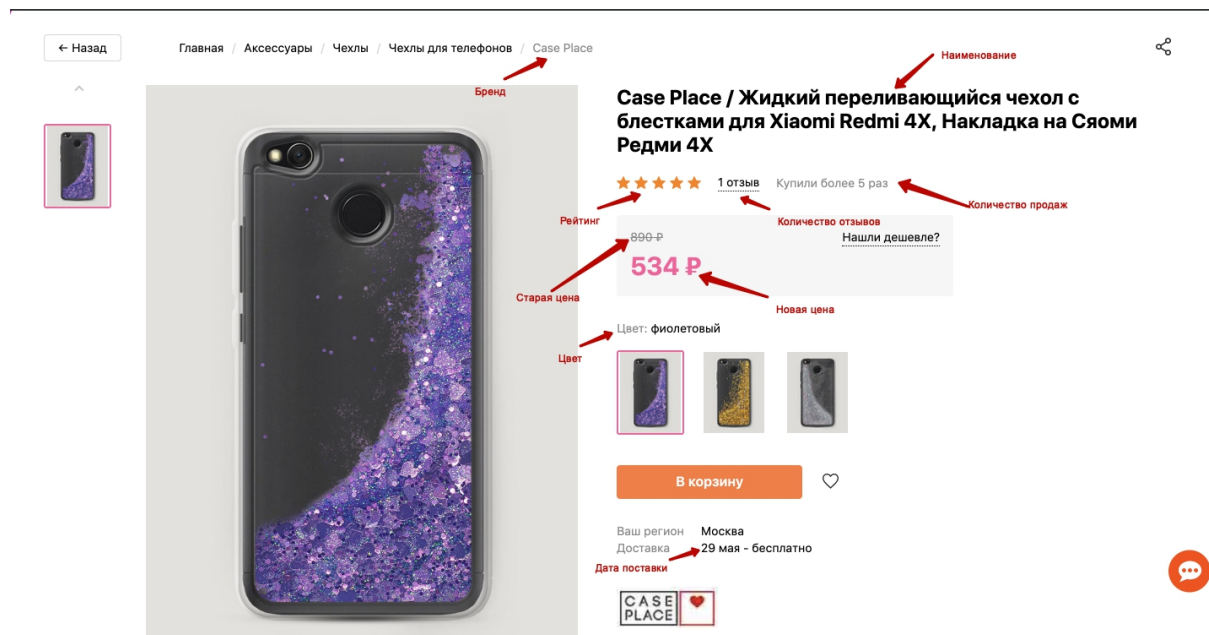 ← Назад
Главная / Аксессуары / Чехлы / Чехлы для телефонов / Case Place
Бренд
Наименование
Case Place / Жидкий переливающийся чехол с
блестками для Xiaomi Redmi 4X, Накладка на Сяоми
Редми 4X
1 отзыв Купили более 5 раз
Рейтинг
Количество отзывов
Количество продаж
890 ₽
Нашли дешевле?
534 ₽
Старая цена
Новая цена
Цвет: фиолетовый
Цвет
В корзину
Ваш регион Москва
Доставка 29 мая - бесплатно
Дата поставки
CASE
PLACE